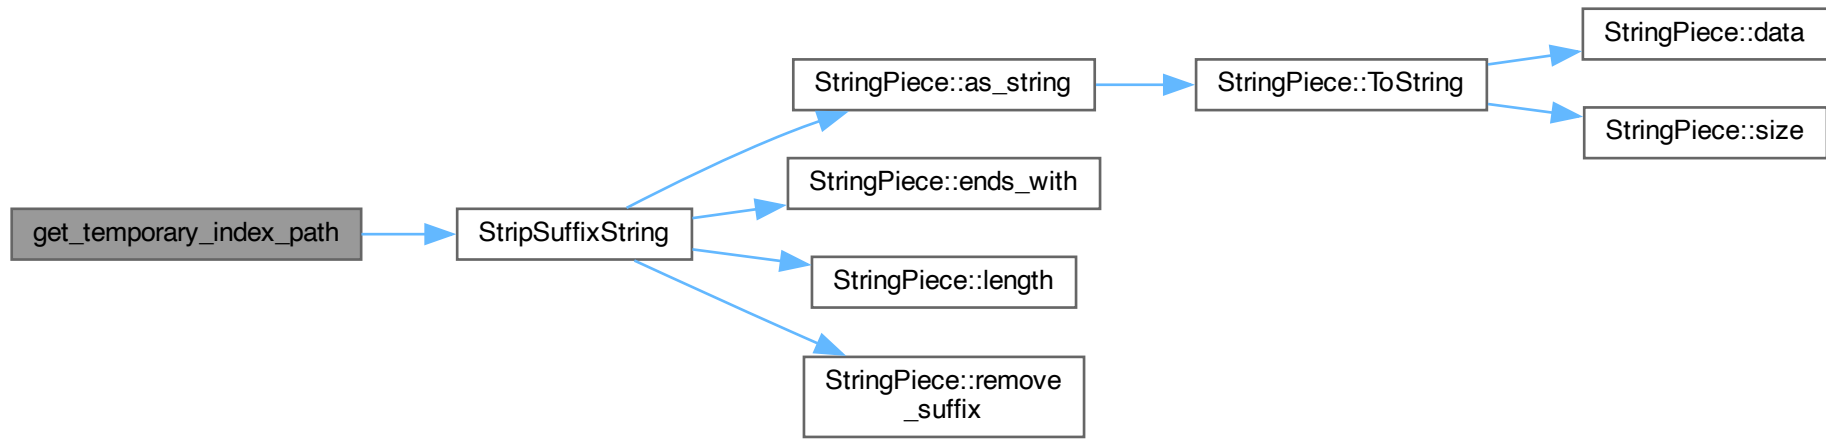 get_temporary_index_path
StripSuffixString
StringPiece::as_string
StringPiece::ends_with
StringPiece::length
StringPiece::remove
_suffix
StringPiece::ToString
StringPiece::data
StringPiece::size